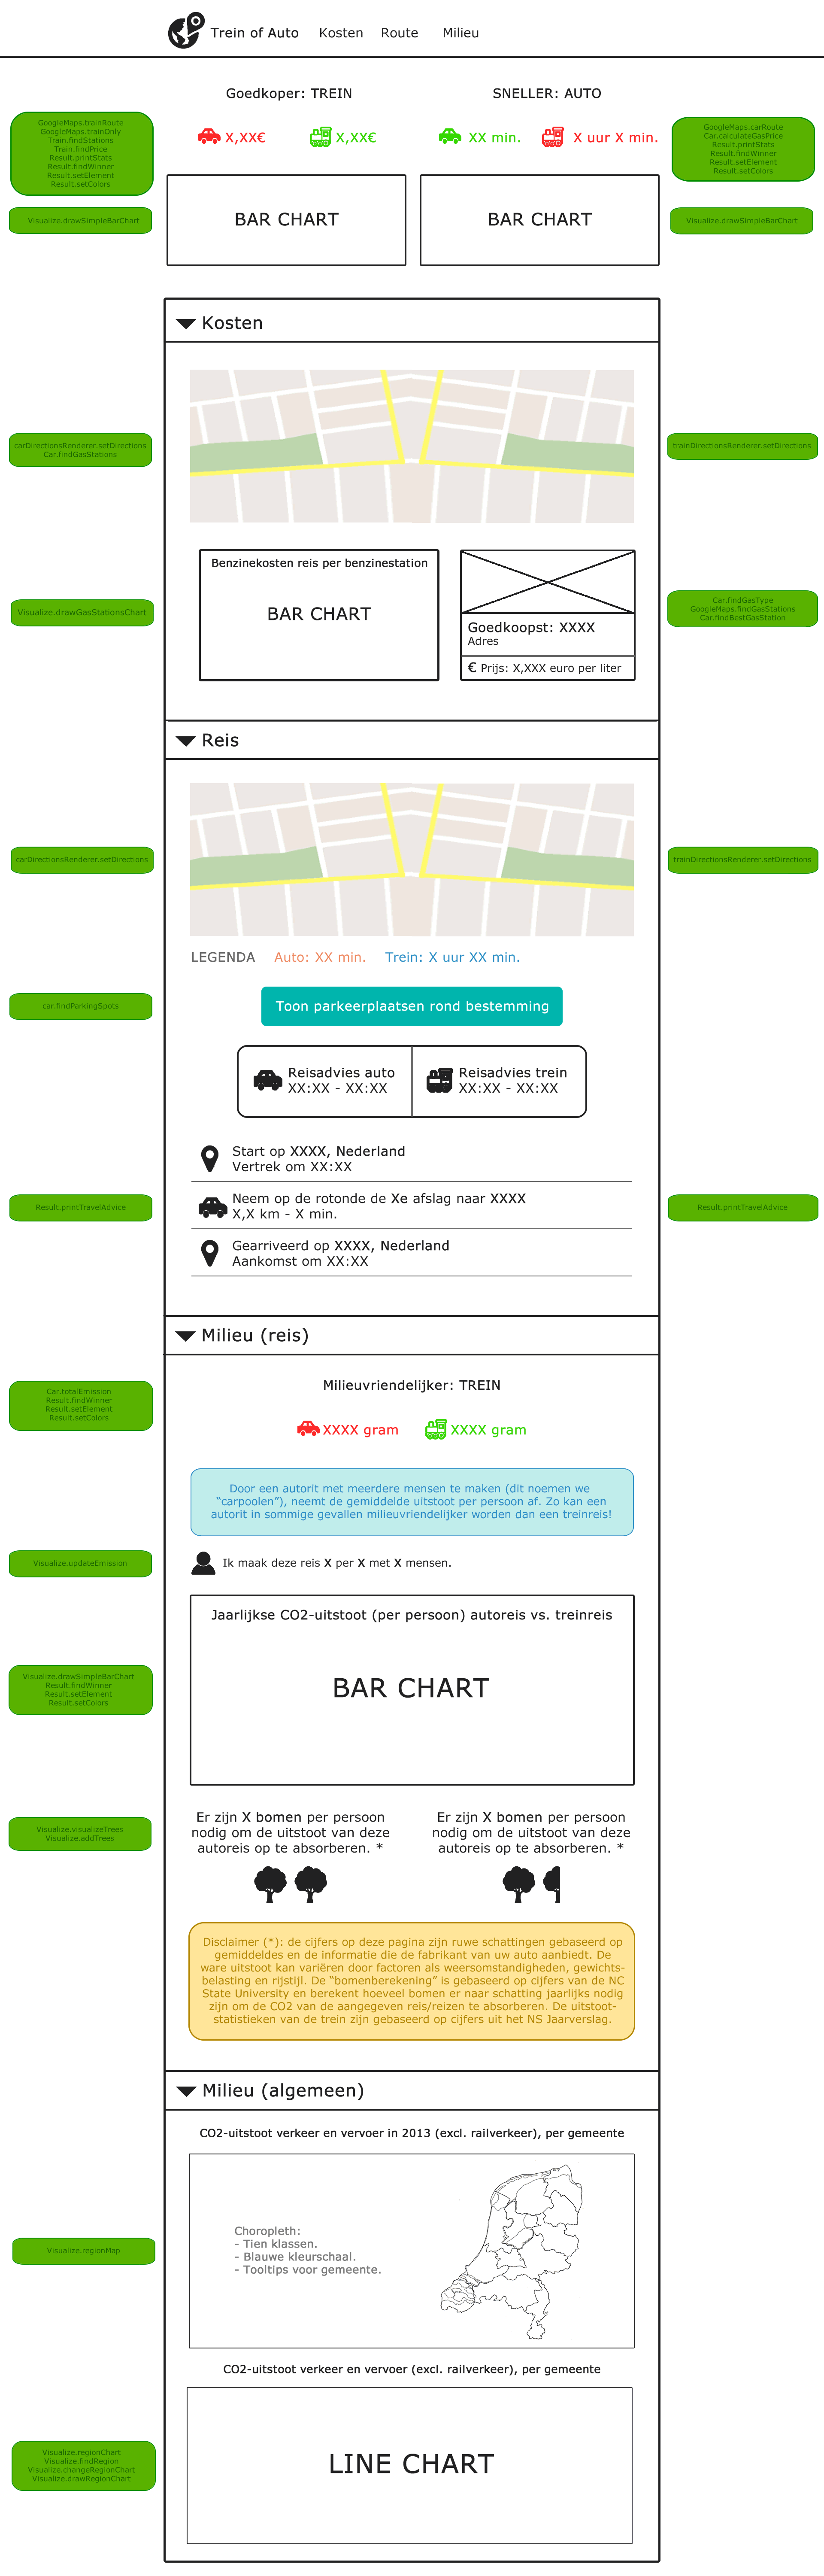 Trein of Auto Kosten Route Milieu
Goedkoper: TREIN
SNELLER: AUTO
GoogleMaps.trainRoute
GoogleMaps.trainOnly
Train.findStations
Train.findPrice
Result.printStats
Result.findWinner
Result.setElement
Result.setColors
X,XX€ X,XX€
XX min. X uur X min.
GoogleMaps.carRoute
Car.calculateGasPrice
Result.printStats
Result.findWinner
Result.setElement
Result.setColors
Visualize.drawSimpleBarChart
BAR CHART
BAR CHART
Visualize.drawSimpleBarChart
Kosten
carDirectionsRenderer.setDirections
Car.findGasStations
trainDirectionsRenderer.setDirections
Visualize.drawGasStationsChart
Benzinekosten reis per benzinestation
BAR CHART
Goedkoopst: XXXX
Adres
€ Prijs: X,XXX euro per liter
Car.findGasType
GoogleMaps.findGasStations
Car.findBestGasStation
Reis
carDirectionsRenderer.setDirections
trainDirectionsRenderer.setDirections
LEGENDA Auto: XX min. Trein: X uur XX min.
car.findParkingSpots
Toon parkeerplaatsen rond bestemming
Reisadvies auto
XX:XX - XX:XX
Reisadvies trein
XX:XX - XX:XX
Start op XXXX, Nederland
Vertrek om XX:XX
Result.printTravelAdvice
Neem op de rotonde de Xe afslag naar XXXX
X,X km - X min.
Result.printTravelAdvice
Gearriveerd op XXXX, Nederland
Aankomst om XX:XX
Milieu (reis)
Car.totalEmission
Result.findWinner
Result.setElement
Result.setColors
Milieuvriendelijker: TREIN
XXXX gram XXXX gram
Door een autorit met meerdere mensen te maken (dit noemen we
“carpoolen”), neemt de gemiddelde uitstoot per persoon af. Zo kan een
autorit in sommige gevallen milieuvriendelijker worden dan een treinreis!
Visualize.updateEmission
Ik maak deze reis X per X met X mensen.
Jaarlijkse CO2-uitstoot (per persoon) autoreis vs. treinreis
BAR CHART
Visualize.drawSimpleBarChart
Result.findWinner
Result.setElement
Result.setColors
Visualize.visualizeTrees
Visualize.addTrees
Er zijn X bomen per persoon
nodig om de uitstoot van deze
autoreis op te absorberen. *
Er zijn X bomen per persoon
nodig om de uitstoot van deze
autoreis op te absorberen. *
Disclaimer (*): de cijfers op deze pagina zijn ruwe schattingen gebaseerd op
gemiddeldes en de informatie die de fabrikant van uw auto aanbiedt. De
ware uitstoot kan variëren door factoren als weersomstandigheden, gewichts-
belasting en rijstijl. De “bomenberekening” is gebaseerd op cijfers van de NC
State University en berekent hoeveel bomen er naar schatting jaarlijks nodig
zijn om de CO2 van de aangegeven reis/reizen te absorberen. De uitstoot-
statistieken van de trein zijn gebaseerd op cijfers uit het NS Jaarverslag.
Milieu (algemeen)
CO2-uitstoot verkeer en vervoer in 2013 (excl. railverkeer), per gemeente
Visualize.regionMap
Choropleth:
- Tien klassen.
- Blauwe kleurschaal.
- Tooltips voor gemeente.
CO2-uitstoot verkeer en vervoer (excl. railverkeer), per gemeente
Visualize.regionChart
Visualize.findRegion
Visualize.changeRegionChart
Visualize.drawRegionChart
LINE CHART